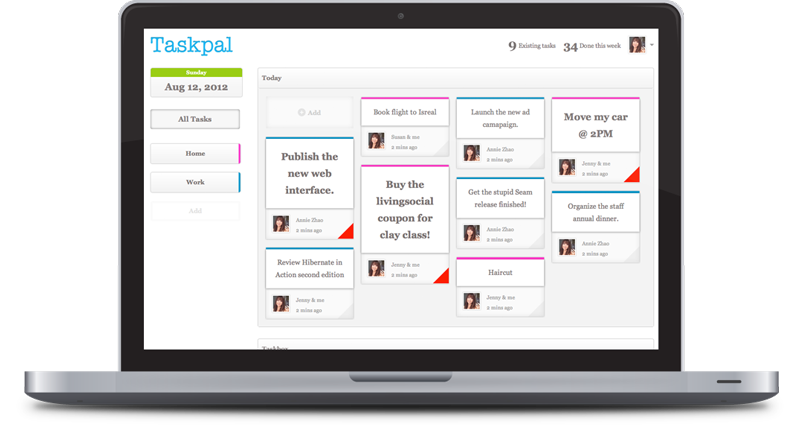 Taskpal
9 Existing tasks 34 Done this week
Sunday
Aug 12, 2012
All Tasks
Home
Work
Add
Today
Add
Publish the
new web
interface.
Annie Zhao
2 mins ago
Review Hibernate in
Action second edition
Jenny & me
2 mins ago
Book flight to Isreal
Susan & me
2 mins ago
Buy the
livingsocial
coupon for
clay class!
Jenny & me
2 mins ago
Launch the new ad
camapaign.
Annie Zhao
2 mins ago
Get the stupid Seam
release finished!
Annie Zhao
2 mins ago
Haircut
Jenny & me
2 mins ago
Move my car
@ 2PM
Jenny & me
2 mins ago
Organize the staff
annual dinner.
Annie Zhao
2 mins ago